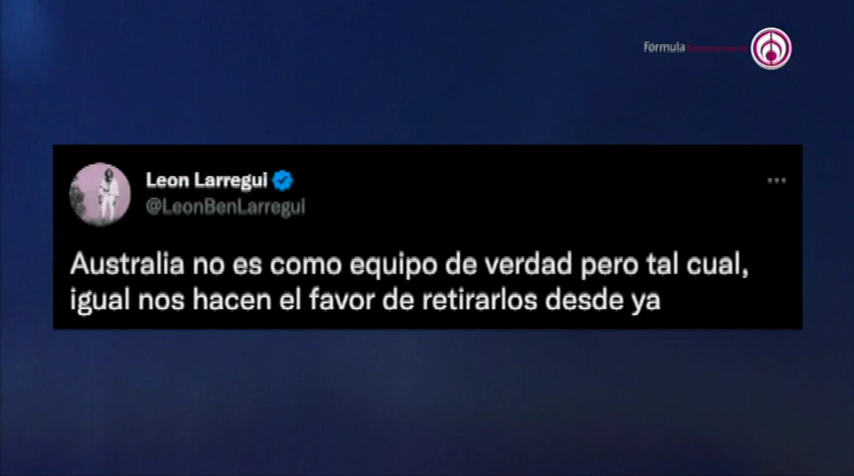 Fórmula
Leon Larregui
@LeonBenLarregui
Australia no es como equipo de verdad pero tal cual,
igual nos hacen el favor de retirarlos desde ya